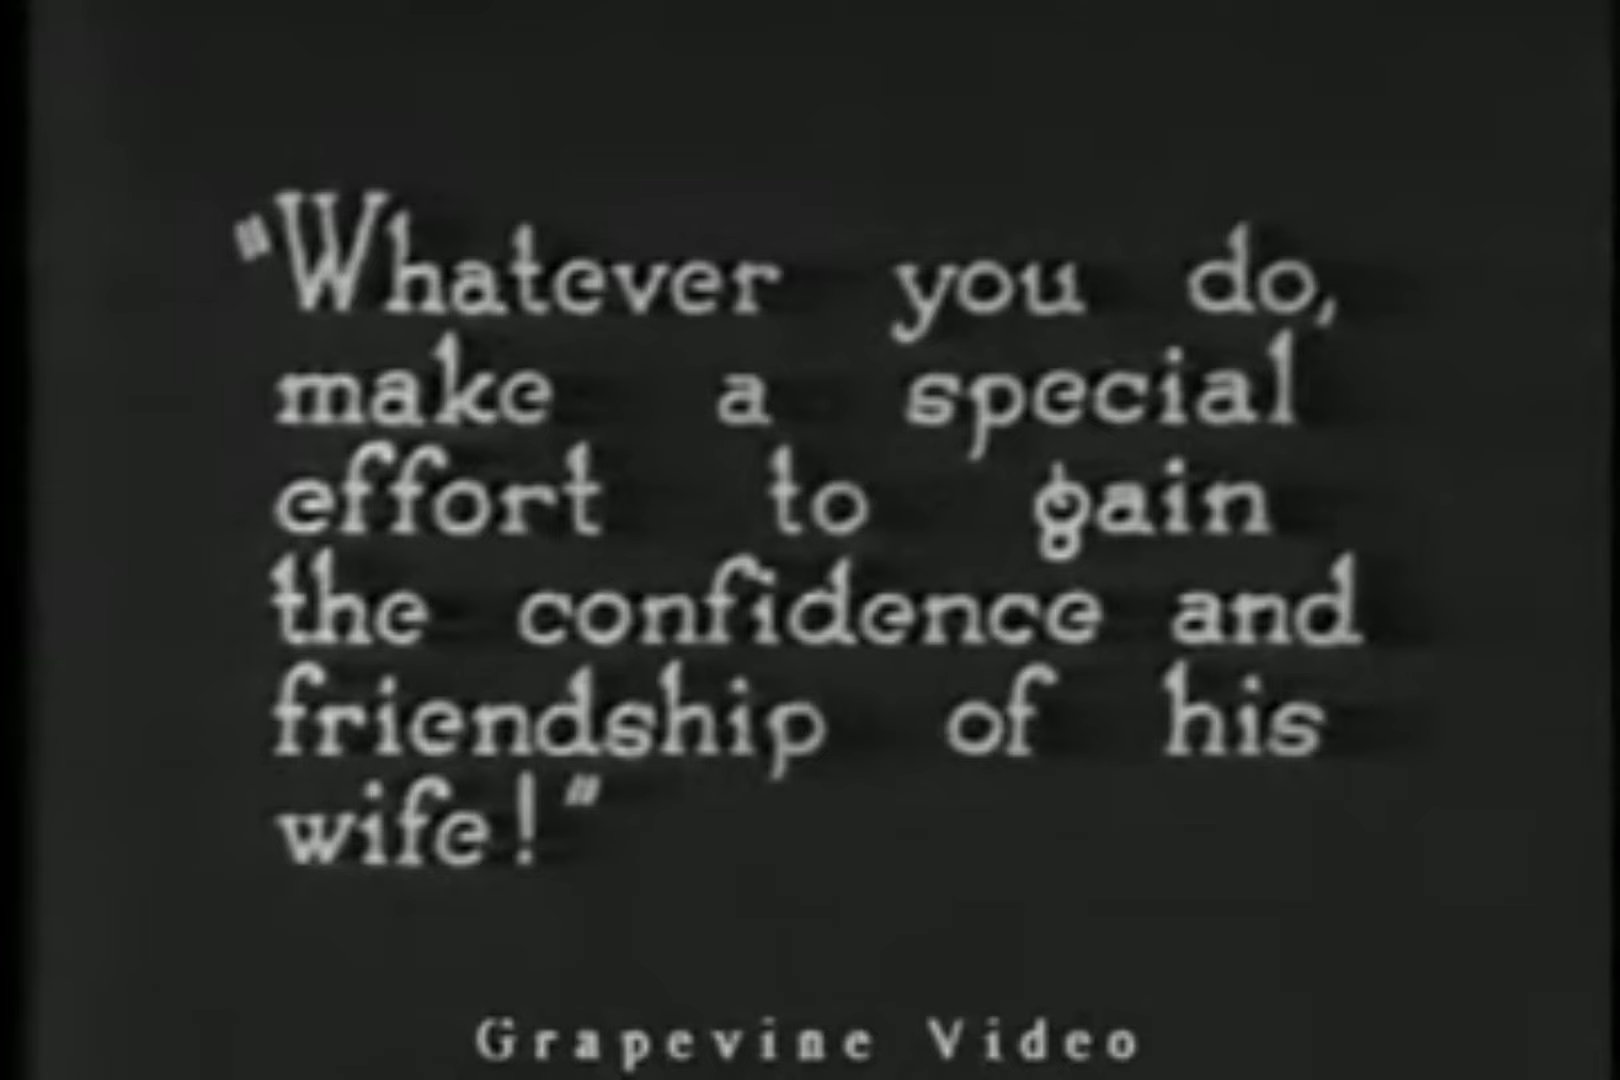 "Whatever you do,
make a special
effort to gain
the confidence and
friendship of his
wife!"
Grapevine Video